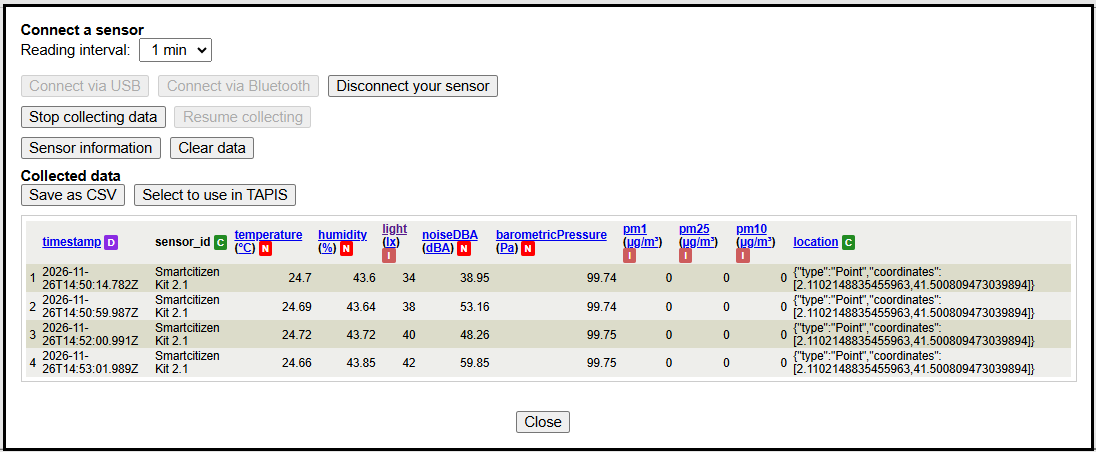 Connect a sensor
Reading interval: 1 min
Connect via USB Connect via Bluetooth Disconnect your sensor
Stop collecting data Resume collecting
Sensor information Clear data
Collected data
Save as CSV Select to use in TAPIS
timestamp D sensor_id C temperature (°C) N humidity (%) N light (lx) I noiseDBA (dBA) N barometricPressure (Pa) N pm1 (µg/m³) I pm25 (µg/m³) I pm10 (µg/m³) I location C
1 2026-11-26T14:50:14.782Z Smartcitizen Kit 2.1 24.7 43.6 34 38.95 99.74 0 0 0 {"type":"Point","coordinates":[2.1102148835455963,41.500809473039894]}
2 2026-11-26T14:50:59.987Z Smartcitizen Kit 2.1 24.69 43.64 38 53.16 99.74 0 0 0 {"type":"Point","coordinates":[2.1102148835455963,41.500809473039894]}
3 2026-11-26T14:52:00.991Z Smartcitizen Kit 2.1 24.72 43.72 40 48.26 99.75 0 0 0 {"type":"Point","coordinates":[2.1102148835455963,41.500809473039894]}
4 2026-11-26T14:53:01.989Z Smartcitizen Kit 2.1 24.66 43.85 42 59.85 99.75 0 0 0 {"type":"Point","coordinates":[2.1102148835455963,41.500809473039894]}
Close